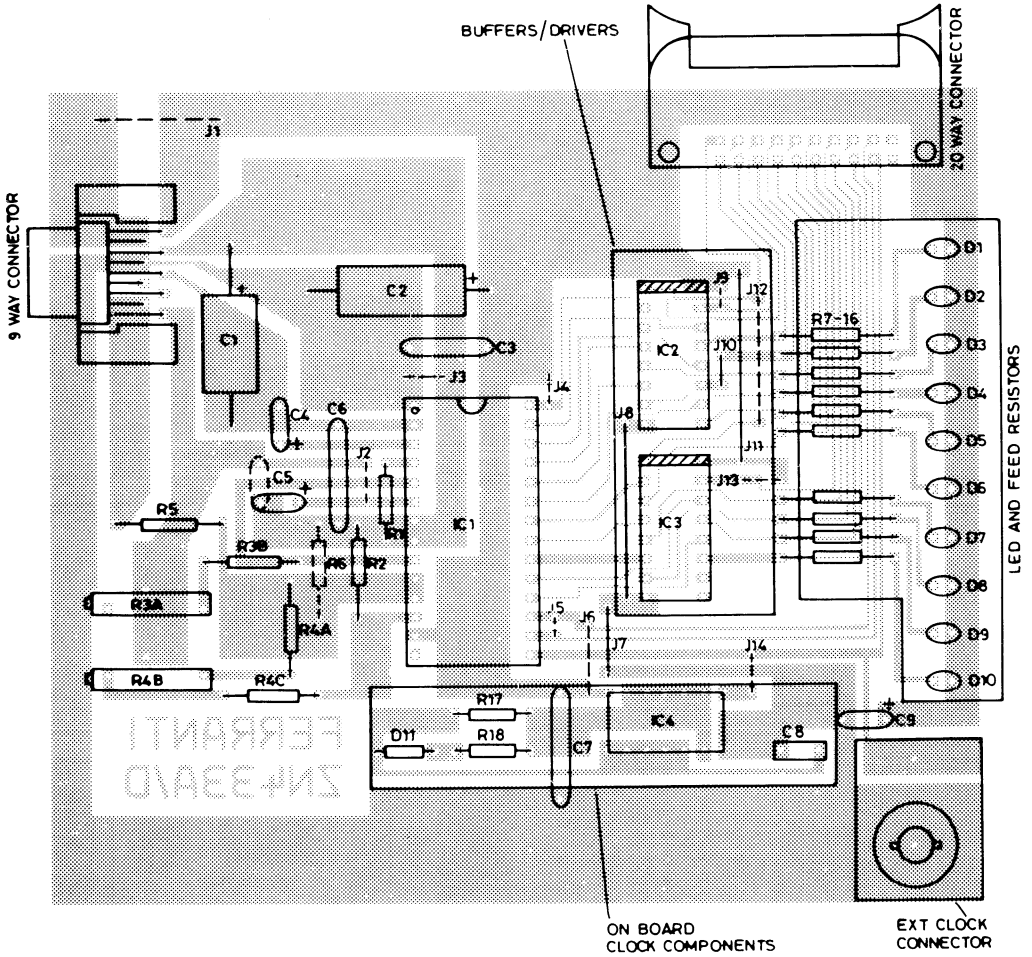 BUFFERS/DRIVERS
20 WAY CONNECTOR
J1
9 WAY CONNECTOR
D1
C2
+
J9
J12
D2
C1
+
R7-16
IC2
J10
D3
C3
J3
J4
D4
C4
C6
J8
+
J2
J11
D5
C5
+
J13
D6
R5
R1
IC1
IC3
LED AND FEED RESISTORS
D7
R3B
R6
R2
D8
R3A
R4A
J5
J6
D9
J7
J14
R4B
R4C
D10
R17
+
C9
FERRANTI
IC4
D11
R18
C7
C8
ZN433A/D
ON BOARD
CLOCK COMPONENTS
EXT CLOCK
CONNECTOR